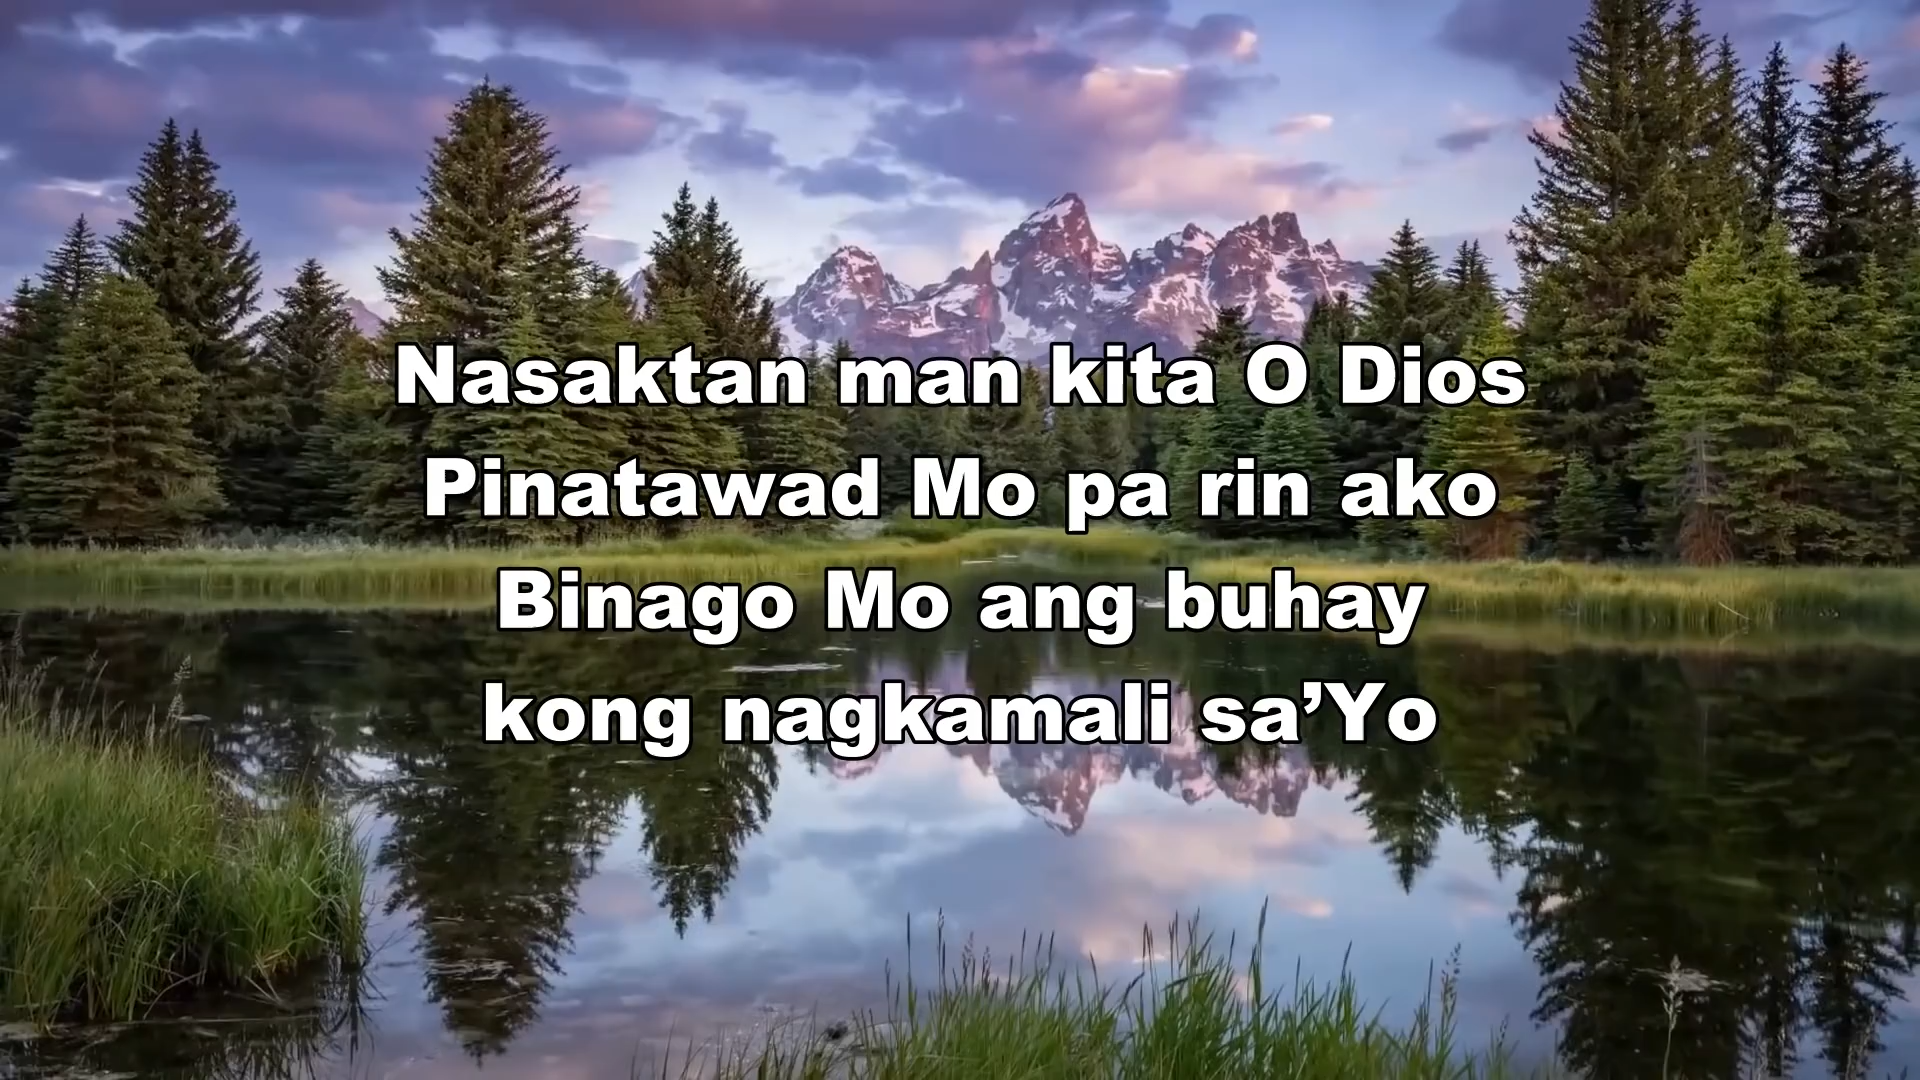 Nasaktan man kita O Dios
Pinatawad Mo pa rin ako
Binago Mo ang buhay
kong nagkamali sa’Yo